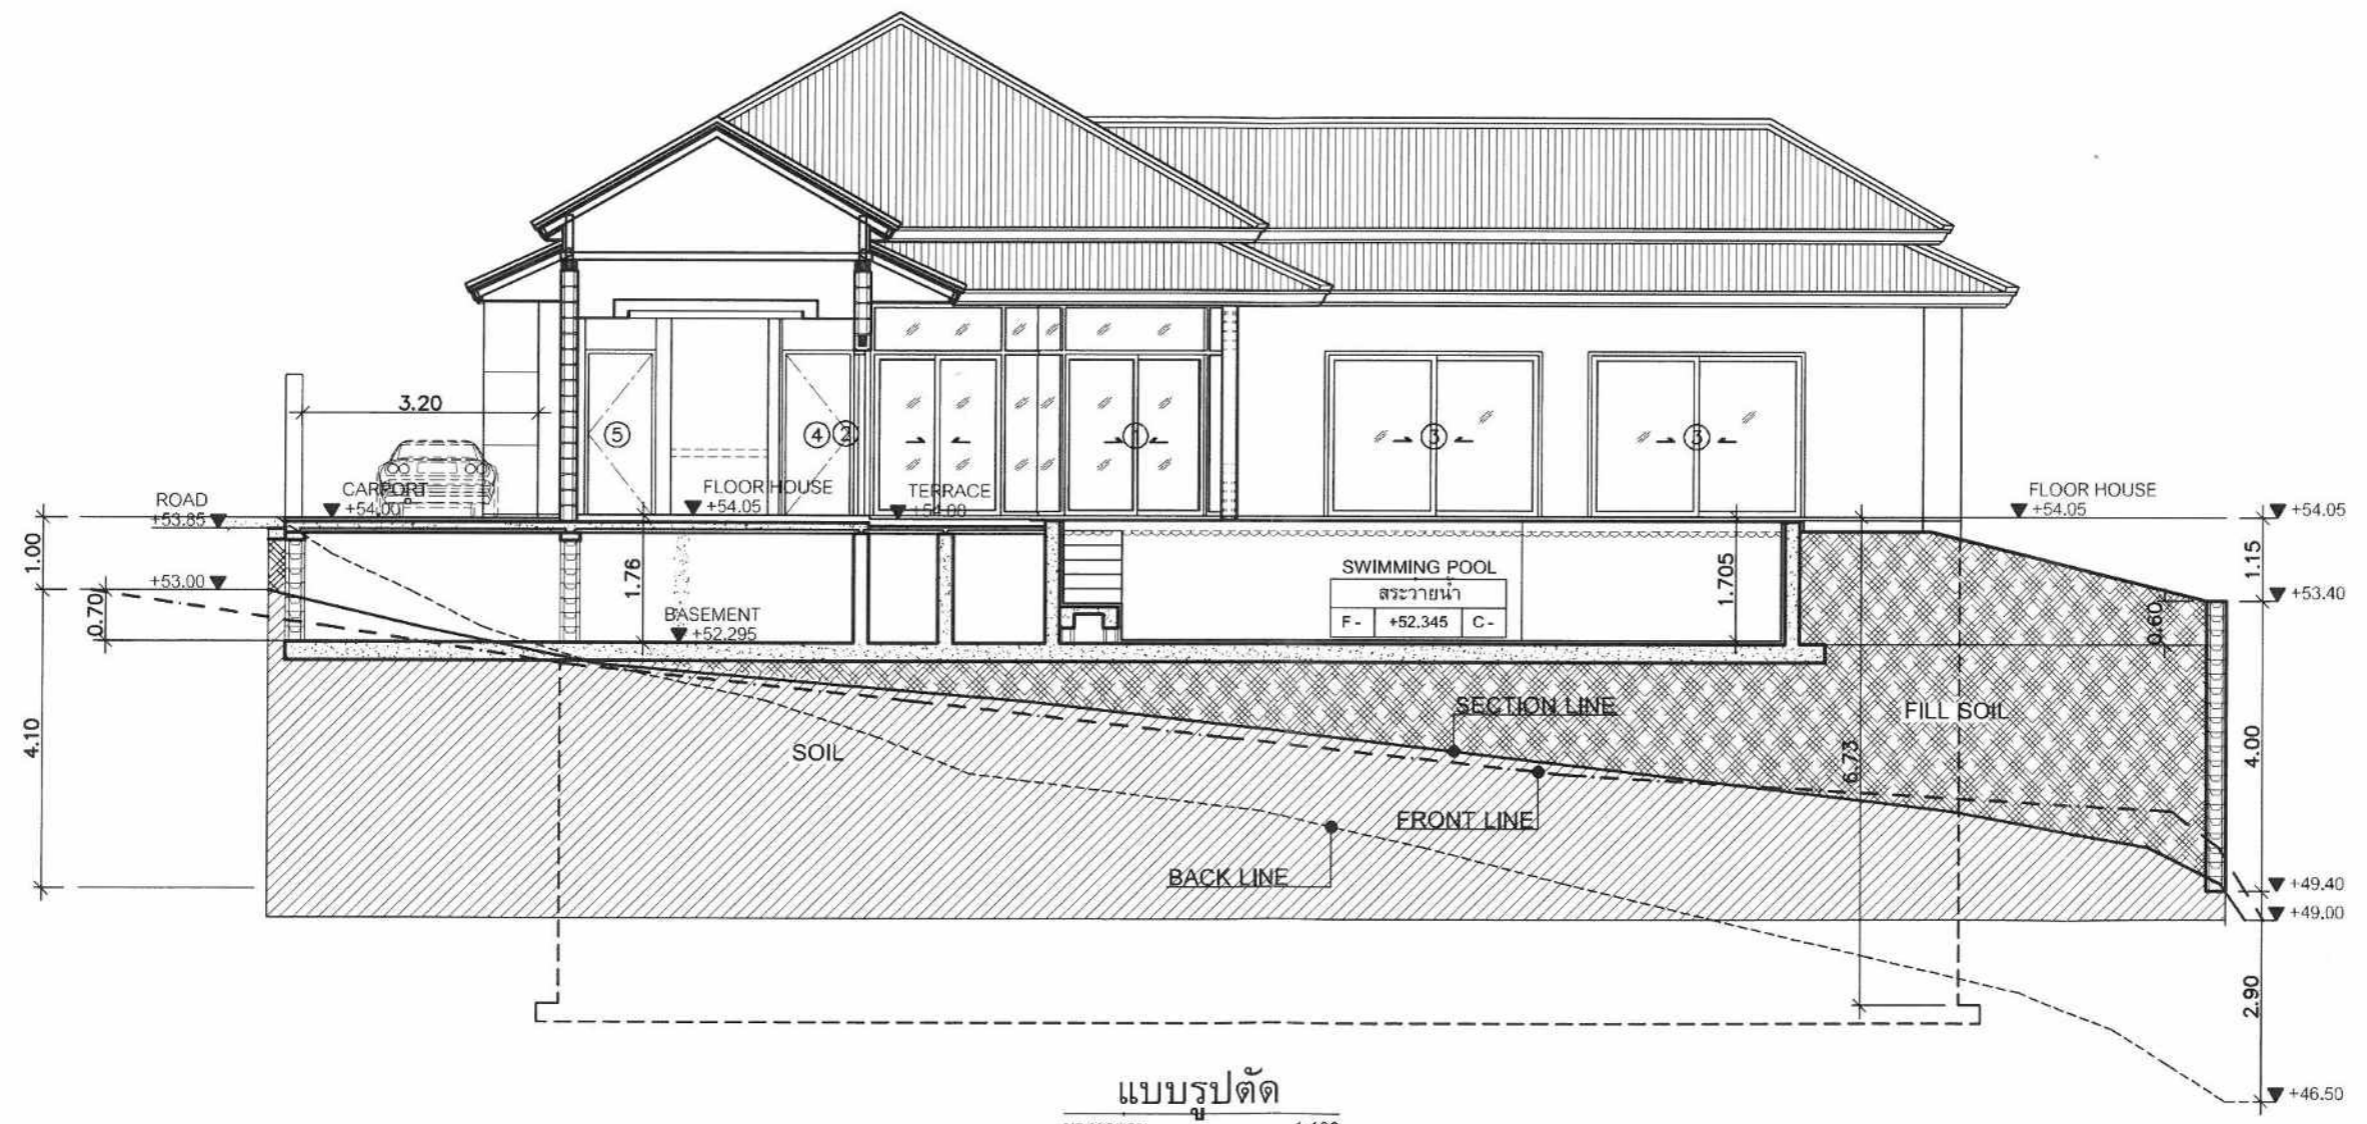 3.20
5
4
2
1
3
3
ROAD
+53.85
CARPORT
+54.00
FLOOR HOUSE
+54.05
TERRACE
+54.00
FLOOR HOUSE
+54.05
+54.05
1.00
+53.00
0.70
1.76
BASEMENT
+52.295
SWIMMING POOL
สระว่ายน้ำ
F - +52.345 C -
1.705
1.15
+53.40
0.60
4.10
SOIL
SECTION LINE
FILL SOIL
FRONT LINE
BACK LINE
6.73
4.00
+49.40
+49.00
2.90
+46.50
แบบรูปตัด